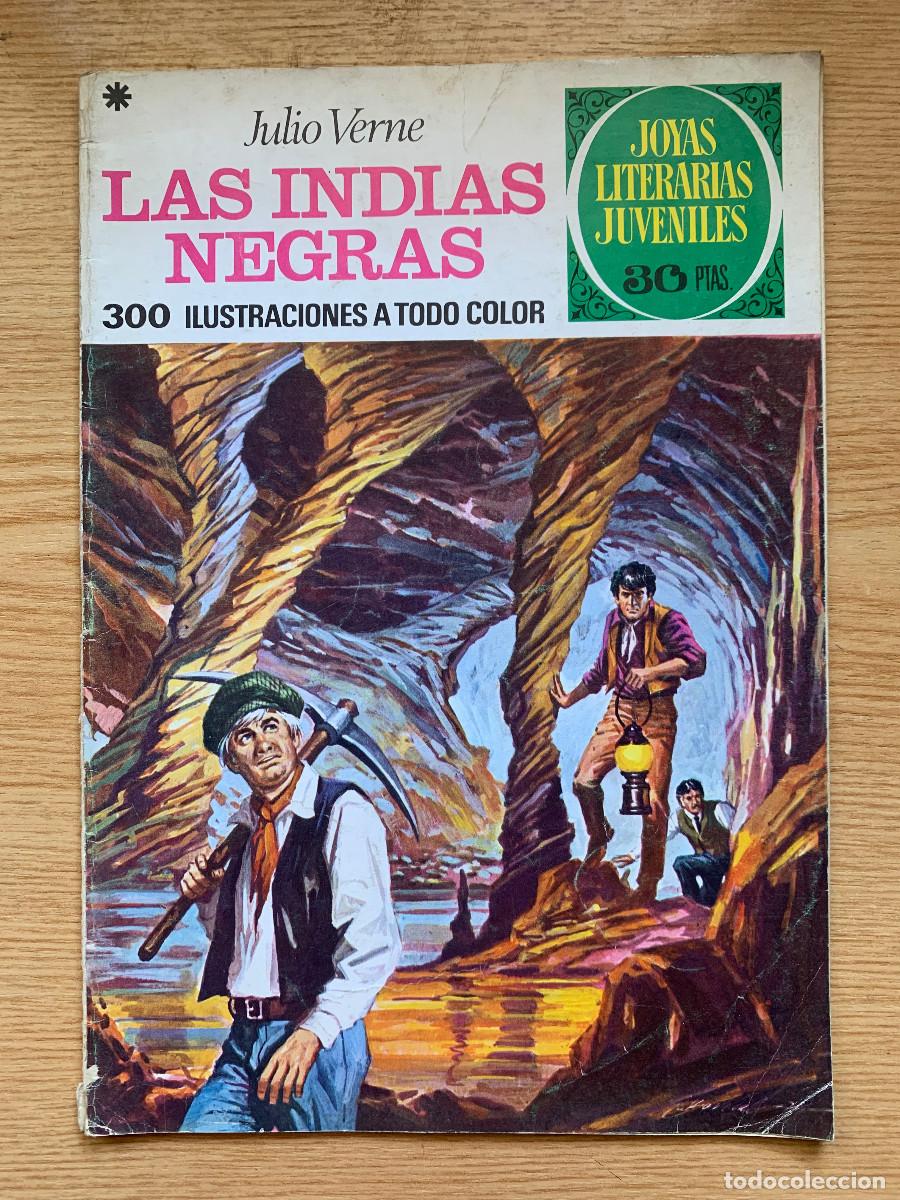 *
Julio Verne
LAS INDIAS
NEGRAS
300 ILUSTRACIONES A TODO COLOR
JOYAS
LITERARIAS
JUVENILES
30 PTAS.
todocoleccion